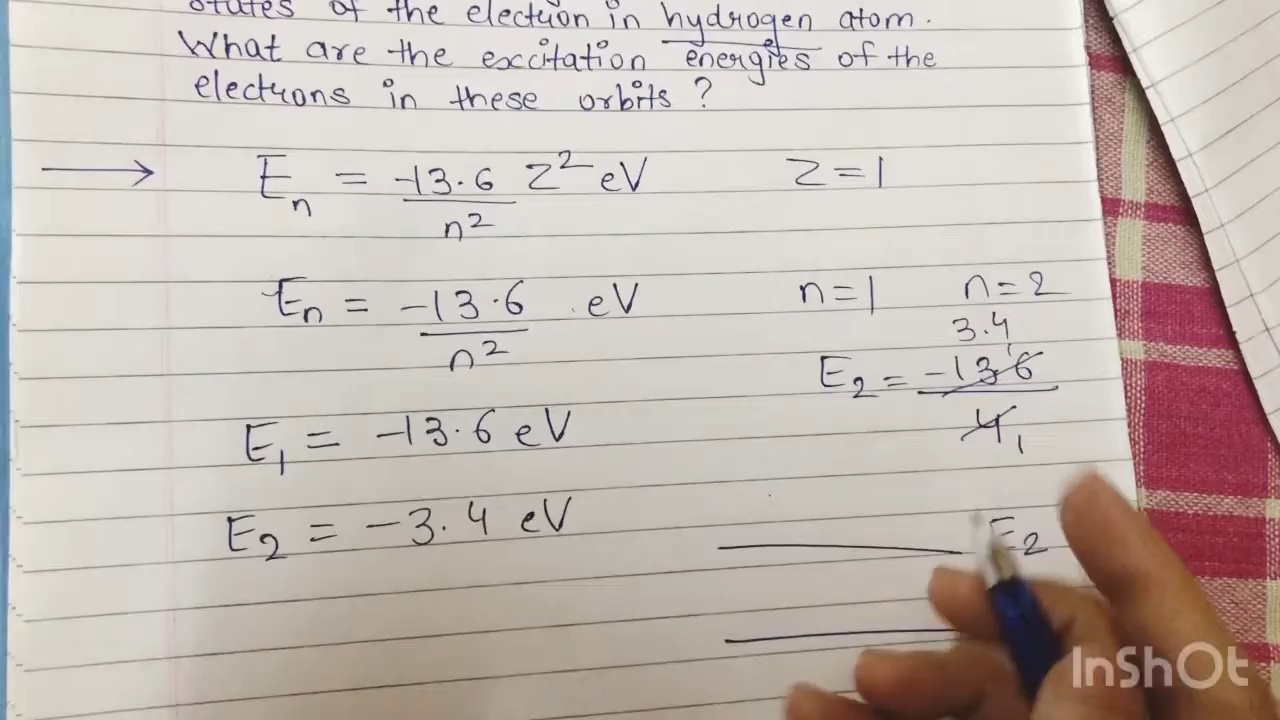 states of the electron in hydrogen atom.
What are the excitation energies of the
electrons in these orbits ?
→ Eₙ = -13.6 Z² eV Z=1
n²
Eₙ = -13.6 . eV n=1 n=2
n²
3.4
E₂ = -13.6
4 1
E₁ = -13.6 eV
E₂ = -3.4 eV
E₂
InShOt